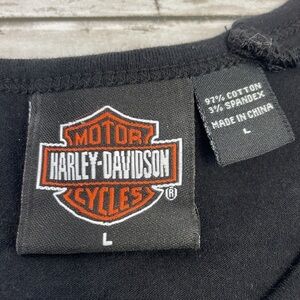 MOTOR
HARLEY-DAVIDSON
CYCLES
®
L
97% COTTON
3% SPANDEX
MADE IN CHINA
L